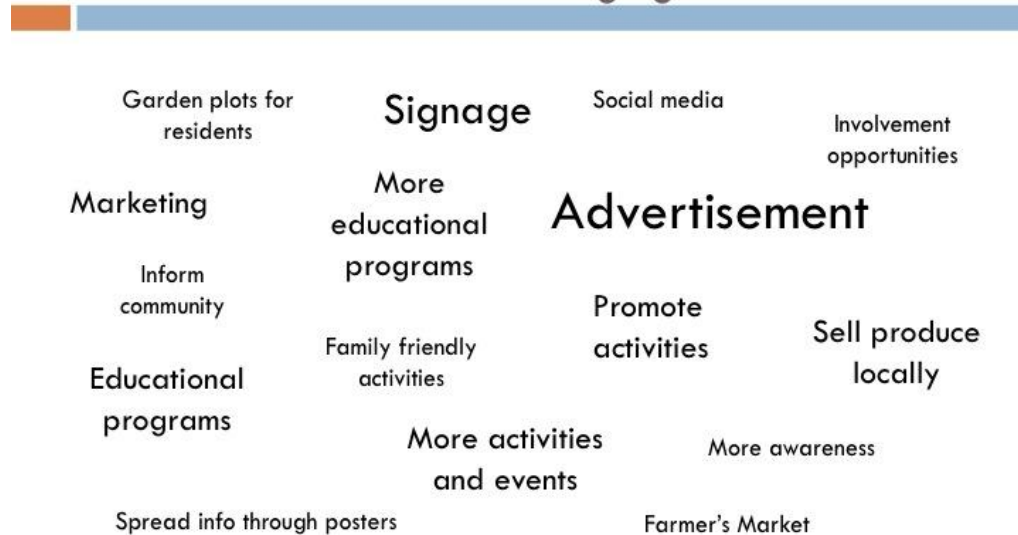 Garden plots for
residents
Signage
Social media
Involvement
opportunities
Marketing
More
educational
programs
Advertisement
Inform
community
Promote
activities
Sell produce
locally
Family friendly
activities
Educational
programs
More activities
and events
More awareness
Spread info through posters
Farmer's Market